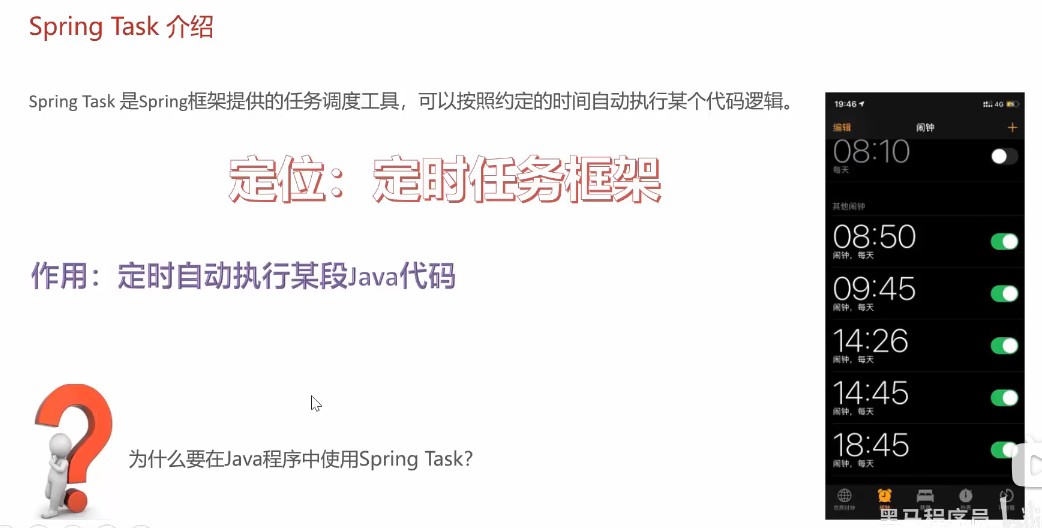 Spring Task 介绍
Spring Task 是Spring框架提供的任务调度工具，可以按照约定的时间自动执行某个代码逻辑。
定位：定时任务框架
作用：定时自动执行某段Java代码
为什么要在Java程序中使用Spring Task?
19:46
4G
编辑
闹钟
+
08:10
每天
其他闹钟
08:50
闹钟，每天
09:45
闹钟，每天
14:26
闹钟，每天
14:45
闹钟，每天
18:45
闹钟，每天
黑马程序员